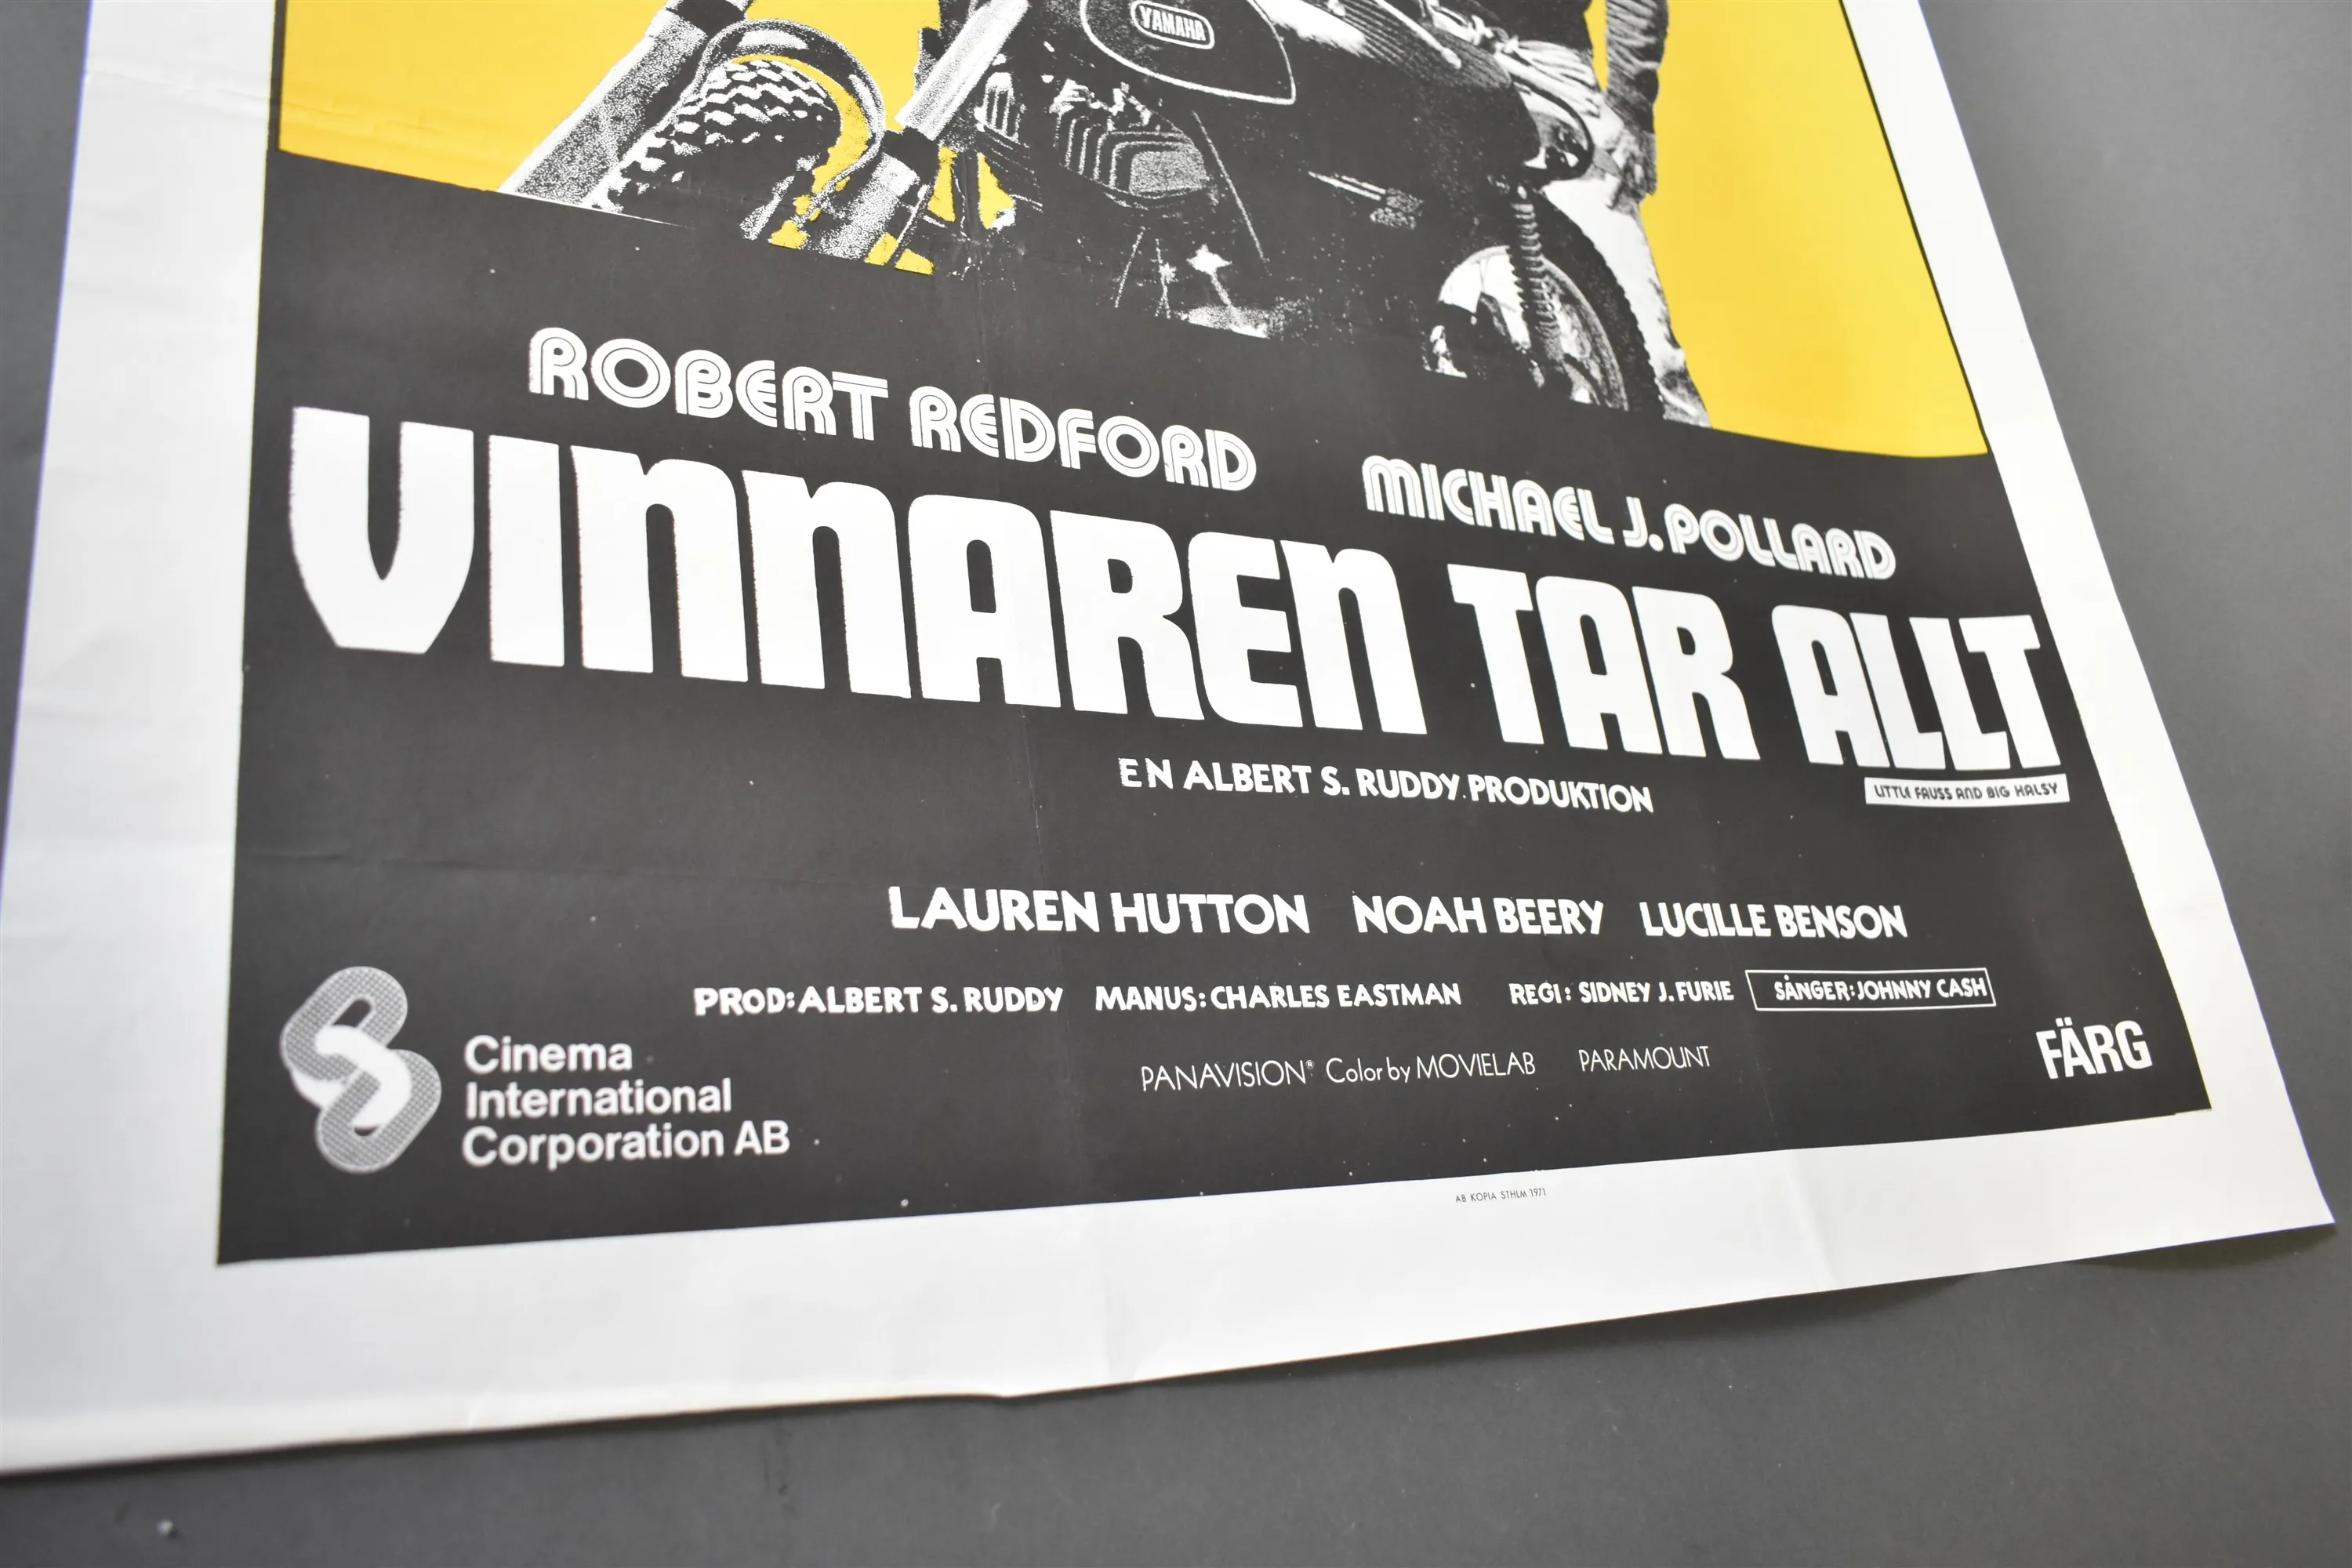 YAMAHA
ROBERT REDFORD
MICHAEL J. POLLARD
VINNAREN TAR ALLT
LITTLE FAUSS AND BIG HALSY
EN ALBERT S. RUDDY PRODUKTION
LAUREN HUTTON NOAH BEERY LUCILLE BENSON
PROD: ALBERT S. RUDDY MANUS: CHARLES EASTMAN REGI: SIDNEY J. FURIE SÅNGER: JOHNNY CASH
PANAVISION® Color by MOVIELAB PARAMOUNT
FÄRG
Cinema
International
Corporation AB
AB KOPIA STHLM 1971